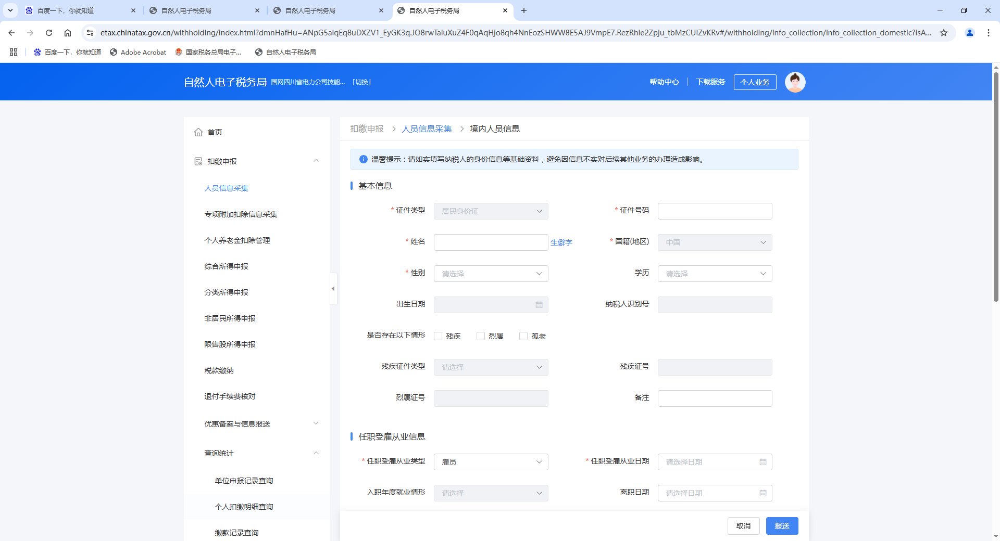 百度一下，你就知道
自然人电子税务局
自然人电子税务局
自然人电子税务局
etax.chinatax.gov.cn/withholding/index.html?dmnHafHu=ANpG5alqEq8uDXZV1_EyGK3qJO8rwTaiuXuZ4F0qAqHjo8qh4NnEozSHWW8E5AJ9VmpE7.RezRhie2Zpju_tbMzCUIZvKRv#/withholding/info_collection/info_collection_domestic?isA...
百度一下，你就知道
Adobe Acrobat
国家税务总局电子...
自然人电子税务局
自然人电子税务局 国网四川省电力公司技能... 「切换」
帮助中心 下载服务 个人业务
首页
扣缴申报
人员信息采集
专项附加扣除信息采集
个人养老金扣除管理
综合所得申报
分类所得申报
非居民所得申报
限售股所得申报
税款缴纳
退付手续费核对
优惠备案与信息报送
查询统计
单位申报记录查询
个人扣缴明细查询
缴款记录查询
扣缴申报 > 人员信息采集 > 境内人员信息
温馨提示：请如实填写纳税人的身份信息等基础资料，避免因信息不实对后续其他业务的办理造成影响。
基本信息
* 证件类型 居民身份证 * 证件号码
* 姓名 生僻字 * 国籍(地区) 中国
* 性别 请选择 学历 请选择
出生日期 纳税人识别号
是否存在以下情形 残疾 烈属 孤老
残疾证件类型 请选择 残疾证号
烈属证号 备注
任职受雇从业信息
* 任职受雇从业类型 雇员 * 任职受雇从业日期 请选择日期
入职年度就业情形 请选择 离职日期 请选择日期
取消 报送